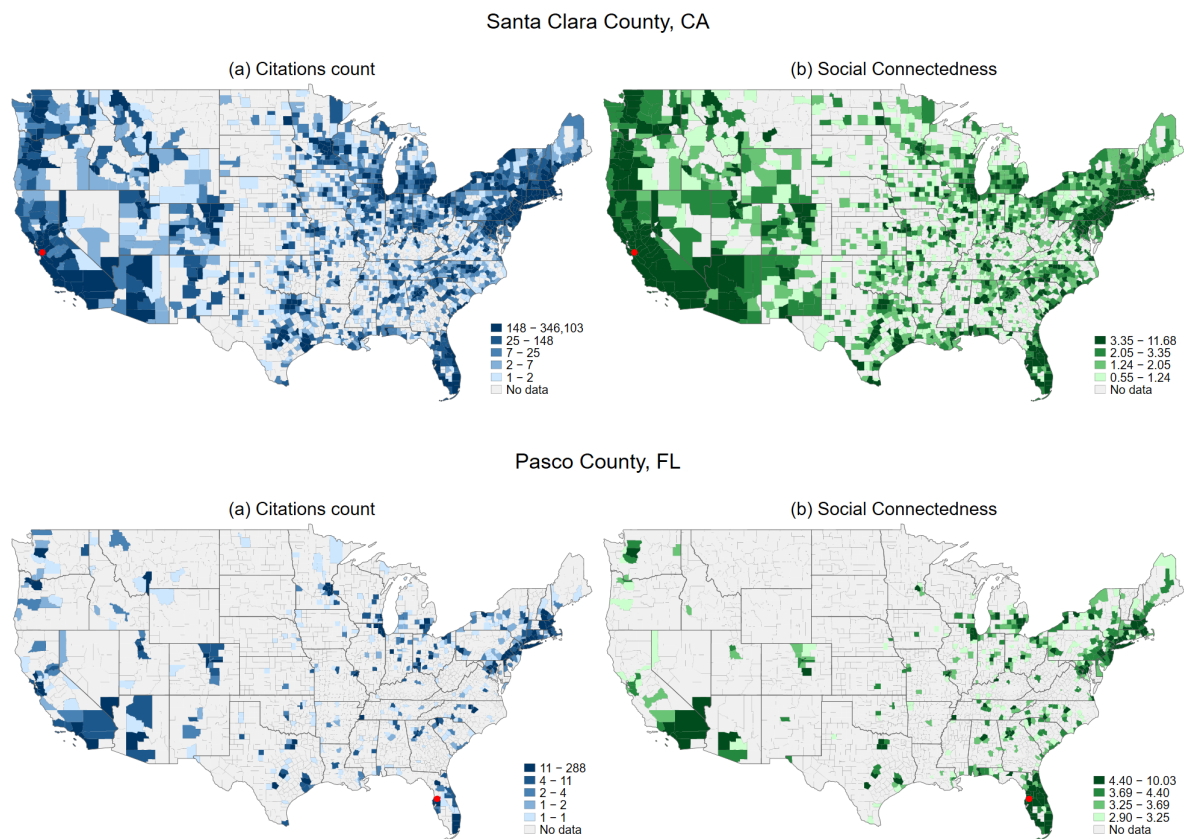 Santa Clara County, CA
(a) Citations count
(b) Social Connectedness
148 − 346,103
25 − 148
7 − 25
2 − 7
1 − 2
No data
3.35 − 11.68
2.05 − 3.35
1.24 − 2.05
0.55 − 1.24
No data
Pasco County, FL
(a) Citations count
(b) Social Connectedness
11 − 288
4 − 11
2 − 4
1 − 2
1 − 1
No data
4.40 − 10.03
3.69 − 4.40
3.25 − 3.69
2.90 − 3.25
No data